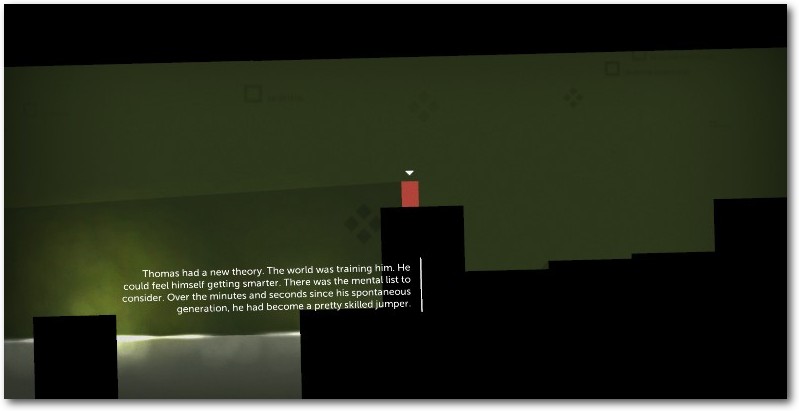 Thomas had a new theory. The world was training him. He
could feel himself getting smarter. There was the mental list to
consider. Over the minutes and seconds since his spontaneous
generation, he had become a pretty skilled jumper.